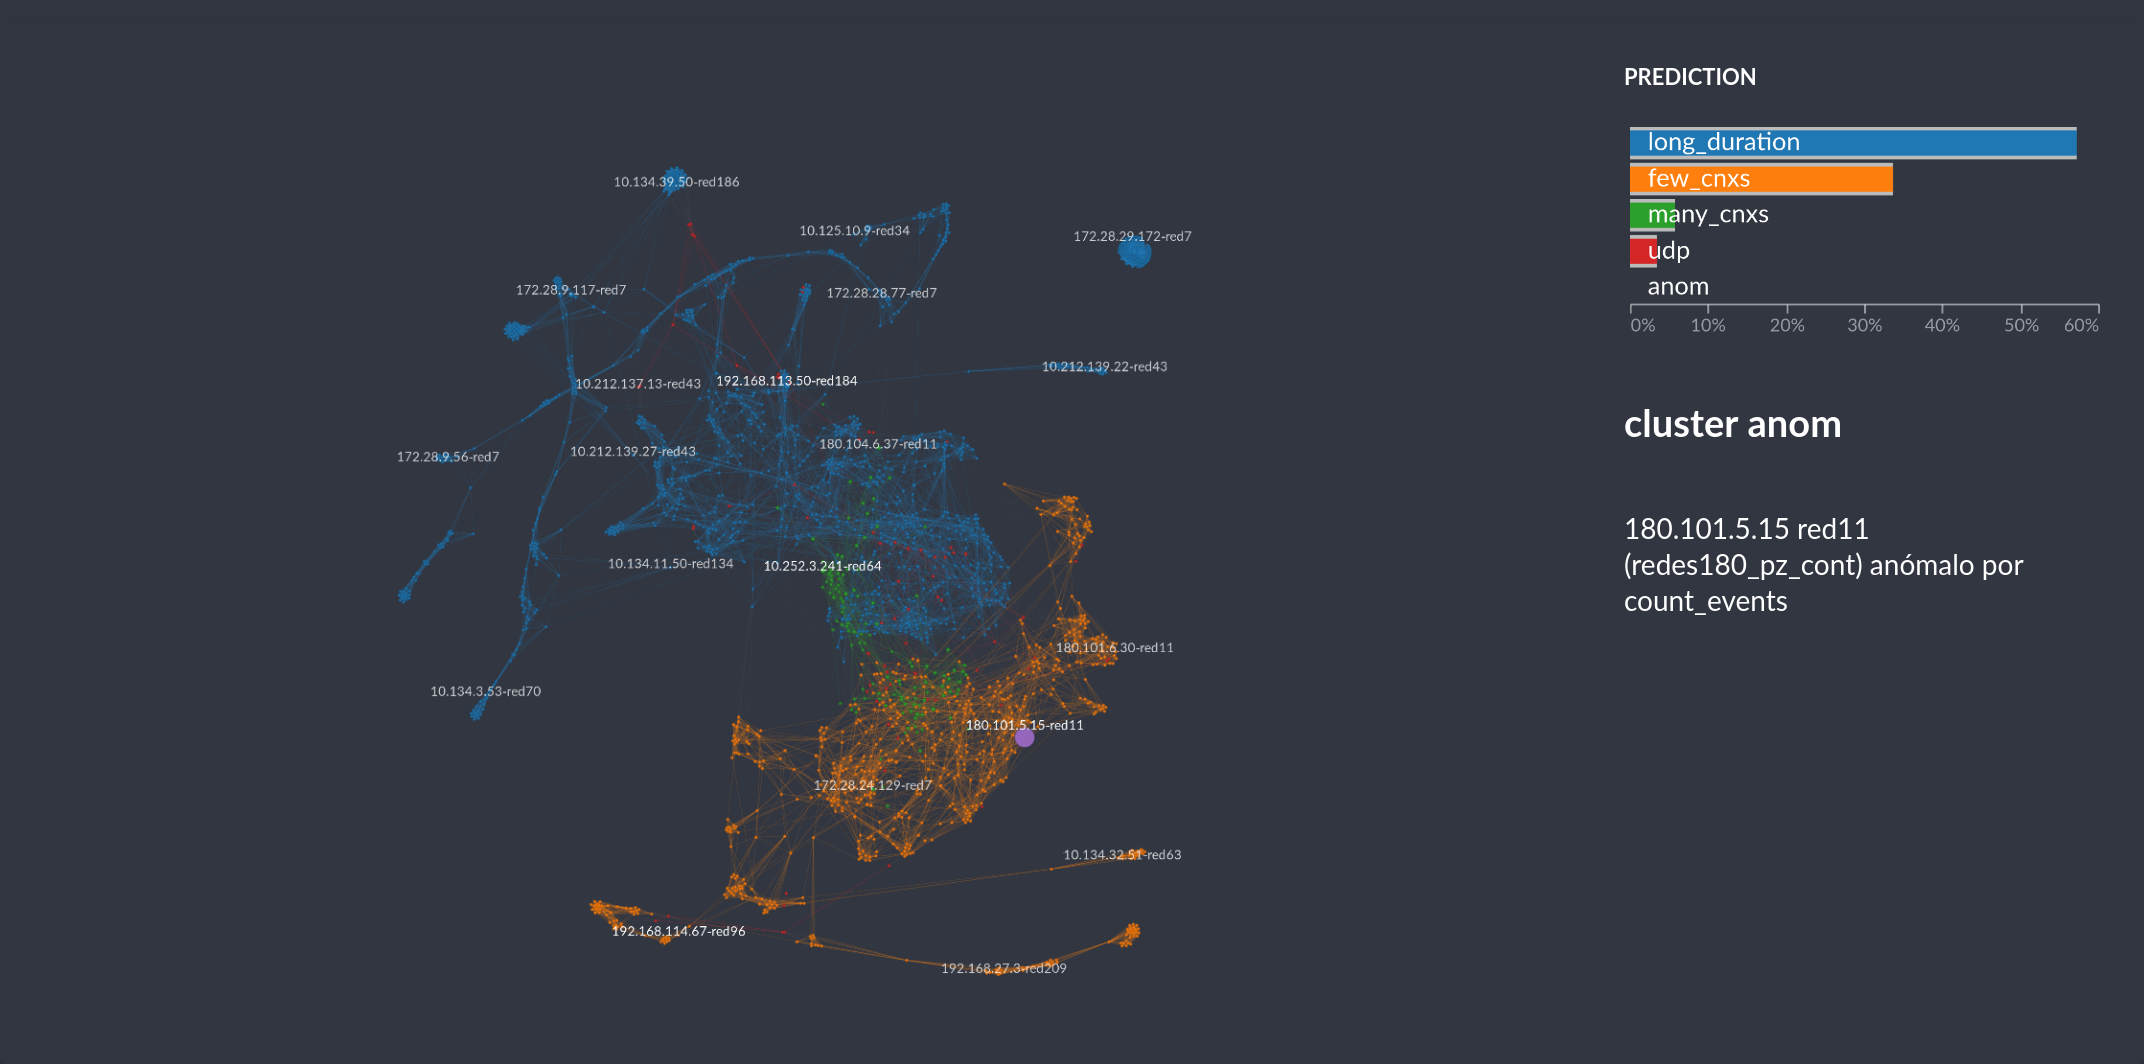 PREDICTION
long_duration
few_cnxs
many_cnxs
udp
anom
0% 10% 20% 30% 40% 50% 60%
cluster anom
180.101.5.15 red11
(redes180_pz_cont) anómalo por
count_events
10.134.39.50-red186
10.125.10.9-red34
172.28.29.172-red7
172.28.9.117-red7
172.28.28.77-red7
10.212.139.22-red43
10.212.137.13-red43
192.168.113.50-red184
180.104.6.37-red11
10.212.139.27-red43
172.28.9.56-red7
10.134.11.50-red134
10.252.3.241-red64
180.101.6.30-red11
10.134.3.53-red70
180.101.5.15-red11
172.28.24.129-red7
10.134.32.51-red63
192.168.114.67-red96
192.168.27.3-red209